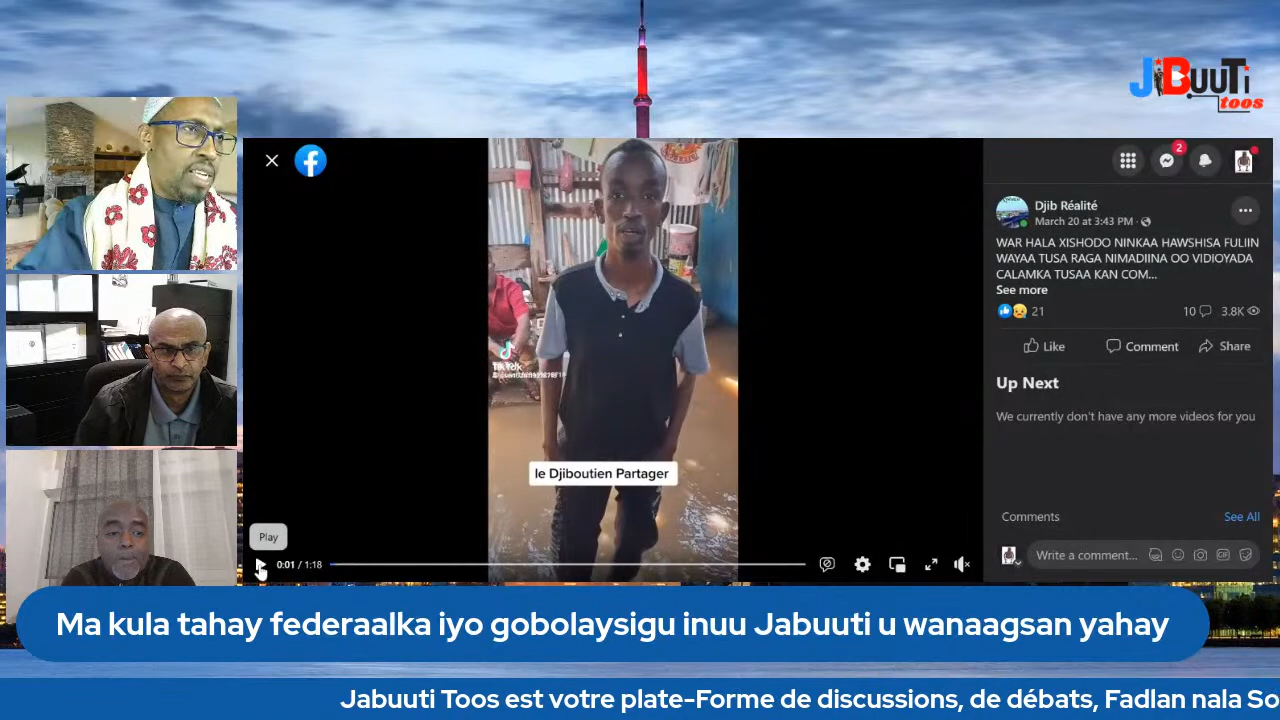 JiBUUTi
toos
2
Djib Réalité
March 20 at 3:43 PM ·
WAR HALA XISHODO NINKAA HAWSHISA FULIIN
WAYAA TUSA RAGA NIMADIINA OO VIDIOYADA
CALAMKA TUSAA KAN COM...
See more
21
10
3.8K
Like
Comment
Share
Up Next
We currently don't have any more videos for you
TikTok
le Djiboutien Partager
Comments
See All
Play
0:01 / 1:18
Write a comment...
GIF
Ma kula tahay federaalka iyo gobolaysigu inuu Jabuuti u wanaagsan yahay
Jabuuti Toos est votre plate-Forme de discussions, de débats, Fadlan nala So